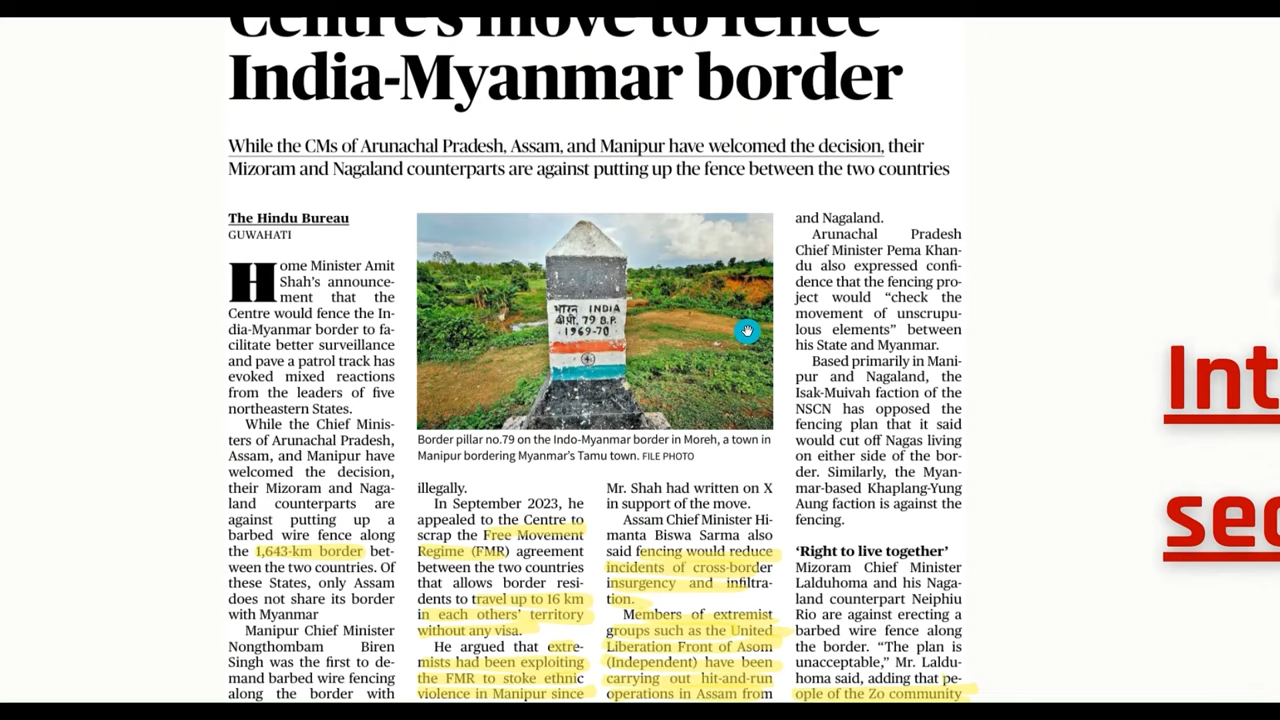 Centre's move to fence
India-Myanmar border
While the CMs of Arunachal Pradesh, Assam, and Manipur have welcomed the decision, their
Mizoram and Nagaland counterparts are against putting up the fence between the two countries
The Hindu Bureau
GUWAHATI
Home Minister Amit
Shah's announce-
ment that the
Centre would fence the In-
dia-Myanmar border to fa-
cilitate better surveillance
and pave a patrol track has
evoked mixed reactions
from the leaders of five
northeastern States.
While the Chief Minis-
ters of Arunachal Pradesh,
Assam, and Manipur have
welcomed the decision,
their Mizoram and Naga-
land counterparts are
against putting up a
barbed wire fence along
the 1,643-km border bet-
ween the two countries. Of
these States, only Assam
does not share its border
with Myanmar
Manipur Chief Minister
Nongthombam Biren
Singh was the first to de-
mand barbed wire fencing
along the border with
भारत INDIA
79 B.P.
1969-70
Border pillar no.79 on the Indo-Myanmar border in Moreh, a town in
Manipur bordering Myanmar's Tamu town. FILE PHOTO
illegally.
In September 2023, he
appealed to the Centre to
scrap the Free Movement
Regime (FMR) agreement
between the two countries
that allows border resi-
dents to travel up to 16 km
in each others' territory
without any visa.
He argued that extre-
mists had been exploiting
the FMR to stoke ethnic
violence in Manipur since
Mr. Shah had written on X
in support of the move.
Assam Chief Minister Hi-
manta Biswa Sarma also
said fencing would reduce
incidents of cross-border
insurgency and infiltra-
tion.
Members of extremist
groups such as the United
Liberation Front of Asom
(Independent) have been
carrying out hit-and-run
operations in Assam from
and Nagaland.
Arunachal Pradesh
Chief Minister Pema Khan-
du also expressed confi-
dence that the fencing pro-
ject would “check the
movement of unscrupu-
lous elements” between
his State and Myanmar.
Based primarily in Mani-
pur and Nagaland, the
Isak-Muivah faction of the
NSCN has opposed the
fencing plan that it said
would cut off Nagas living
on either side of the bor-
der. Similarly, the Myan-
mar-based Khaplang-Yung
Aung faction is against the
fencing.
‘Right to live together’
Mizoram Chief Minister
Lalduhoma and his Naga-
land counterpart Neiphiu
Rio are against erecting a
barbed wire fence along
the border. “The plan is
unacceptable,” Mr. Laldu-
homa said, adding that pe-
ople of the Zo community
Int
sec